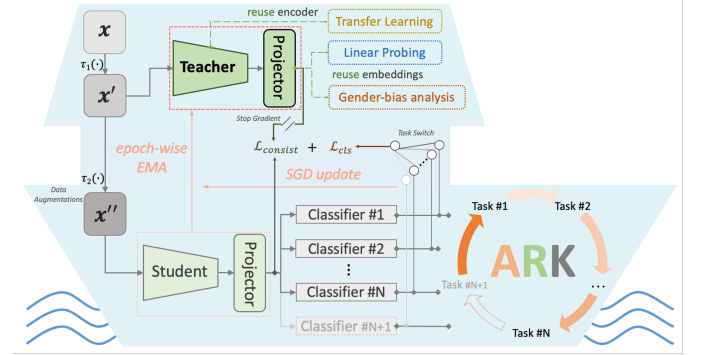 x
τ₁(·)
x′
τ₂(·)
Data
Augmentations
x′′
Teacher
Projector
reuse encoder
Transfer Learning
Linear Probing
reuse embeddings
Gender-bias analysis
Stop Gradient
ℒconsist + ℒcls
Task Switch
epoch-wise
EMA
SGD update
Student
Projector
Classifier #1
Classifier #2
⋮
Classifier #N
Classifier #N+1
Task #1
Task #2
...
Task #N
Task #N+1
ARK